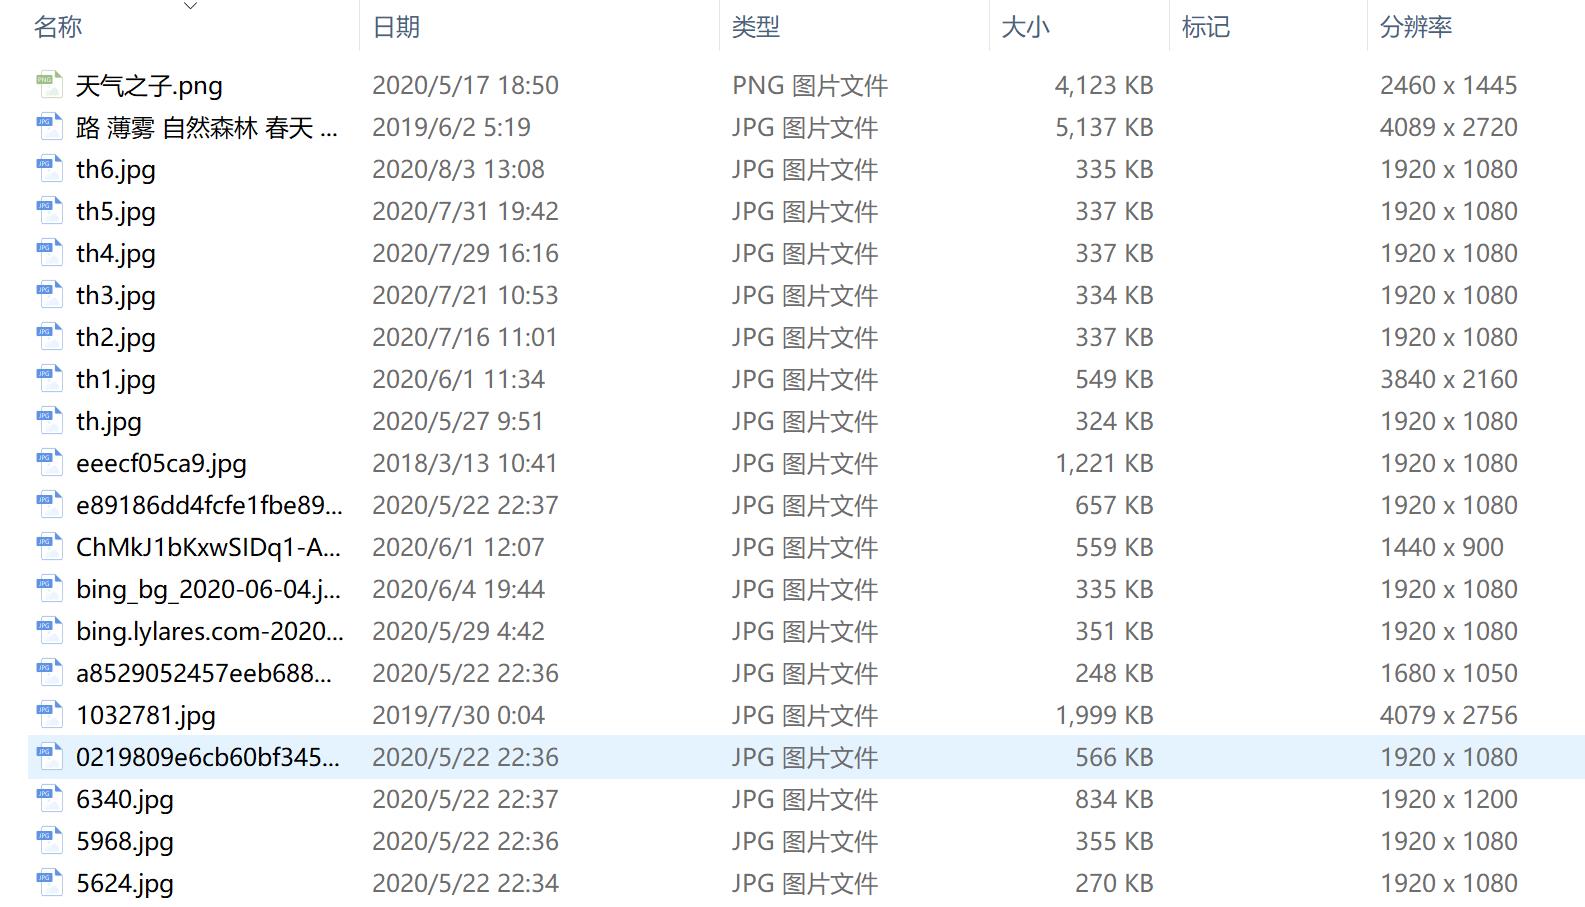 名称 日期 类型 大小 标记 分辨率
天气之子.png 2020/5/17 18:50 PNG 图片文件 4,123 KB 2460 x 1445
路 薄雾 自然森林 春天 ... 2019/6/2 5:19 JPG 图片文件 5,137 KB 4089 x 2720
th6.jpg 2020/8/3 13:08 JPG 图片文件 335 KB 1920 x 1080
th5.jpg 2020/7/31 19:42 JPG 图片文件 337 KB 1920 x 1080
th4.jpg 2020/7/29 16:16 JPG 图片文件 337 KB 1920 x 1080
th3.jpg 2020/7/21 10:53 JPG 图片文件 334 KB 1920 x 1080
th2.jpg 2020/7/16 11:01 JPG 图片文件 337 KB 1920 x 1080
th1.jpg 2020/6/1 11:34 JPG 图片文件 549 KB 3840 x 2160
th.jpg 2020/5/27 9:51 JPG 图片文件 324 KB 1920 x 1080
eeecf05ca9.jpg 2018/3/13 10:41 JPG 图片文件 1,221 KB 1920 x 1080
e89186dd4fcfe1fbe89... 2020/5/22 22:37 JPG 图片文件 657 KB 1920 x 1080
ChMkJ1bKxwSIDq1-A... 2020/6/1 12:07 JPG 图片文件 559 KB 1440 x 900
bing_bg_2020-06-04.j... 2020/6/4 19:44 JPG 图片文件 335 KB 1920 x 1080
bing.lylares.com-2020... 2020/5/29 4:42 JPG 图片文件 351 KB 1920 x 1080
a8529052457eeb688... 2020/5/22 22:36 JPG 图片文件 248 KB 1680 x 1050
1032781.jpg 2019/7/30 0:04 JPG 图片文件 1,999 KB 4079 x 2756
0219809e6cb60bf345... 2020/5/22 22:36 JPG 图片文件 566 KB 1920 x 1080
6340.jpg 2020/5/22 22:37 JPG 图片文件 834 KB 1920 x 1200
5968.jpg 2020/5/22 22:36 JPG 图片文件 355 KB 1920 x 1080
5624.jpg 2020/5/22 22:34 JPG 图片文件 270 KB 1920 x 1080